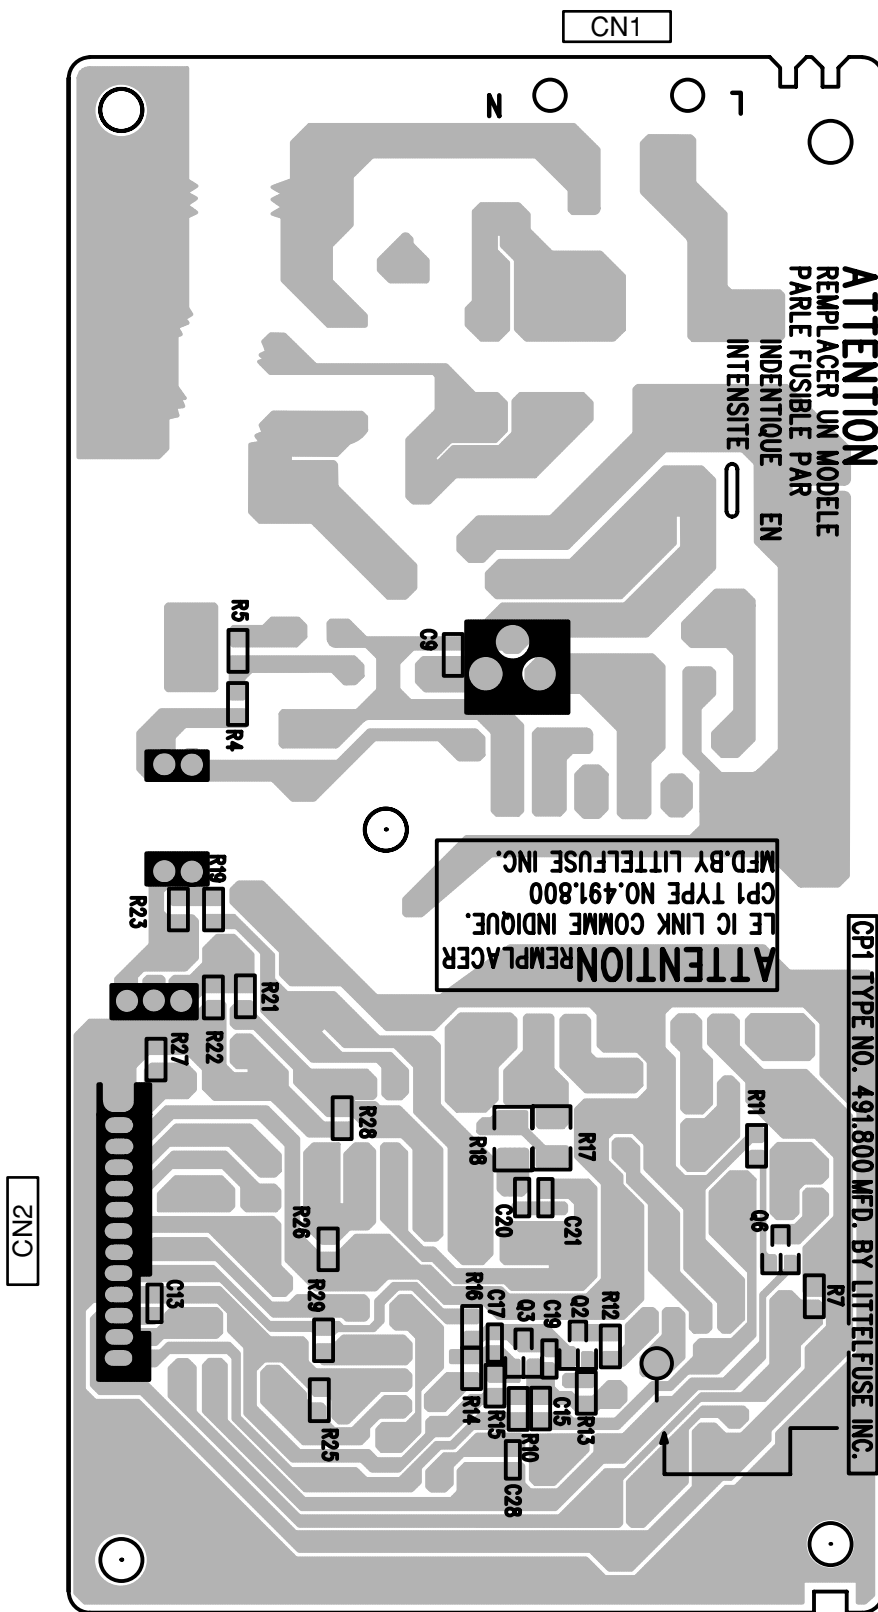 CN1
N
L
ATTENTION
REMPLACER UN MODELE
PARLE FUSIBLE PAR
INDENTIQUE EN
INTENSITE
R5
C9
R4
ATTENTION REMPLACER
LE IC LINK COMME INDIQUE.
CP1 TYPE NO.491.800
MFD.BY LITTELFUSE INC.
R19
R23
R21
R22
R27
CP1 TYPE NO. 491.800 MFD. BY LITTELFUSE INC.
R28
R11
R18
R17
CN2
C20
C21
R26
Q6
C13
R29
R16
C17
Q3
C19
Q2
R12
R7
R14
R15
R10
C15
R13
R25
C28